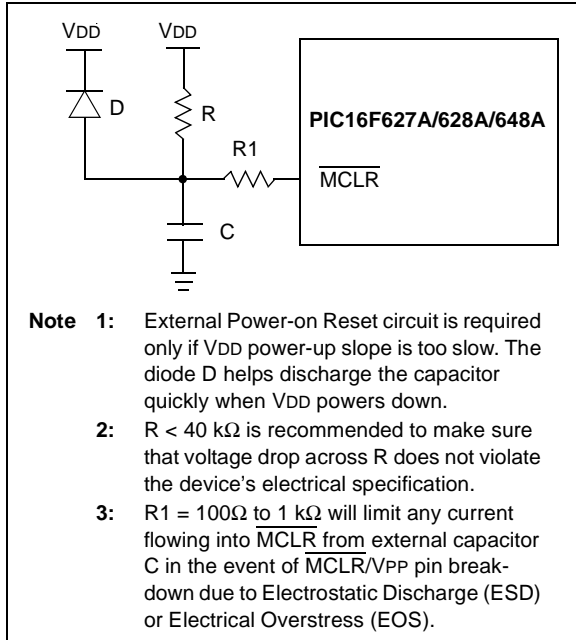 VDD VDD
D
R
PIC16F627A/628A/648A
R1
MCLR
C
Note 1: External Power-on Reset circuit is required
only if VDD power-up slope is too slow. The
diode D helps discharge the capacitor
quickly when VDD powers down.
2: R < 40 kΩ is recommended to make sure
that voltage drop across R does not violate
the device's electrical specification.
3: R1 = 100Ω to 1 kΩ will limit any current
flowing into MCLR from external capacitor
C in the event of MCLR/VPP pin break-
down due to Electrostatic Discharge (ESD)
or Electrical Overstress (EOS).